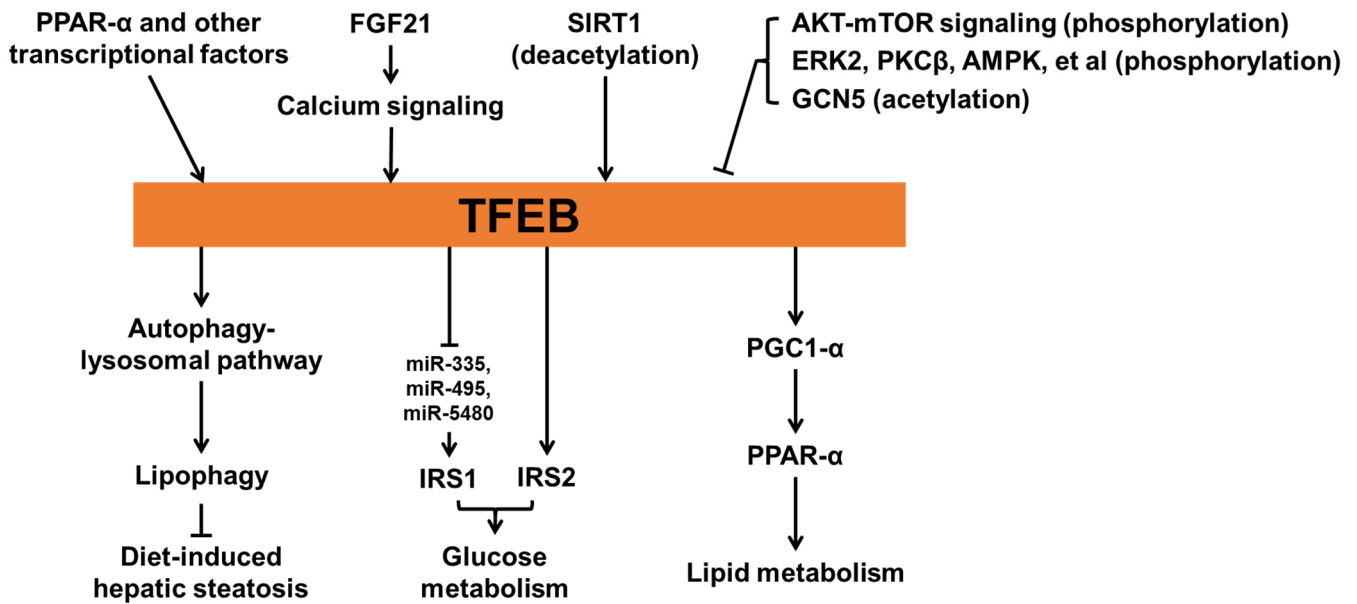 PPAR-α and other
transcriptional factors
FGF21
Calcium signaling
SIRT1
(deacetylation)
AKT-mTOR signaling (phosphorylation)
ERK2, PKCβ, AMPK, et al (phosphorylation)
GCN5 (acetylation)
TFEB
Autophagy-
lysosomal pathway
Lipophagy
Diet-induced
hepatic steatosis
miR-335,
miR-495,
miR-5480
IRS1
IRS2
Glucose
metabolism
PGC1-α
PPAR-α
Lipid metabolism